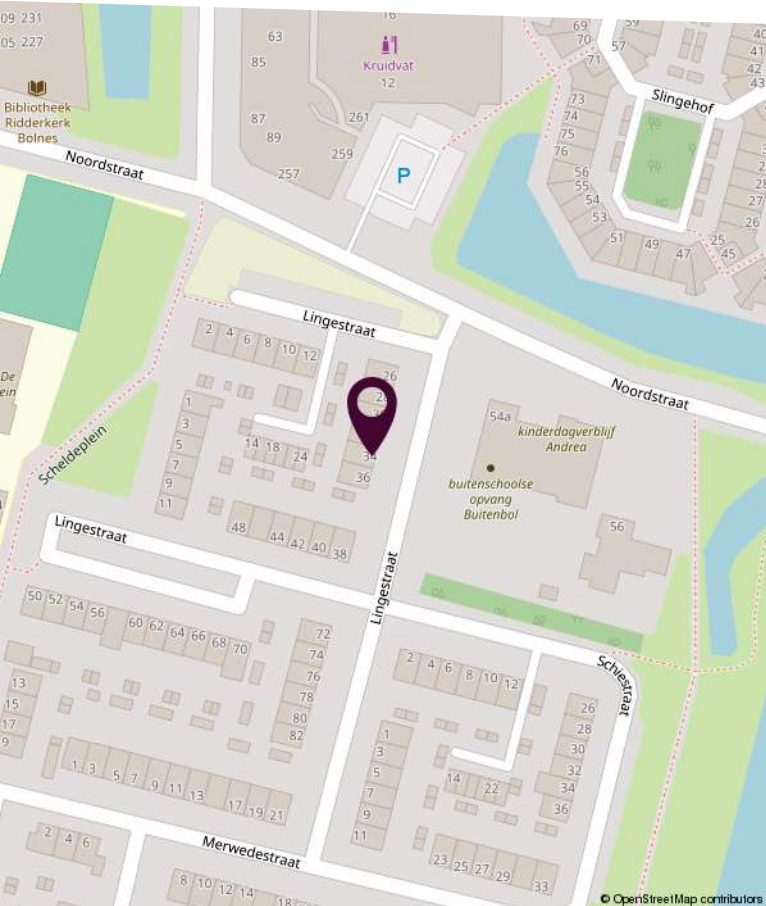 09 231
05 227
Bibliotheek
Ridderkerk
Bolnes
63
85
87
89
257
259
261
16
Kruidvat
12
P
69
70
71
57
59
40
41
42
43
Slingehof
73
74
75
76
56
55
54
53
51
49
47
25
45
26
27
28
Noordstraat
Lingestraat
2 4 6 8 10 12
26
34
36
1
3
5
7
9
11
14 18 24
48 44 42 40 38
De
ein
Scheldeplein
Noordstraat
54a
kinderdagverblijf
Andrea
buitenschoolse
opvang
Buitenbol
56
Lingestraat
Lingestraat
50 52 54 56 60 62 64 66 68 70
72
74
76
78
80
82
13
15
17
9
1 3 5 7 9 11 13 17 19 21
Schiestraat
2 4 6 8 10 12
26
28
30
32
34
36
1
3
5
7
9
11
14 22
23 25 27 29 33
Merwedestraat
2 4 6
8 10 12 14 18
© OpenStreetMap contributors